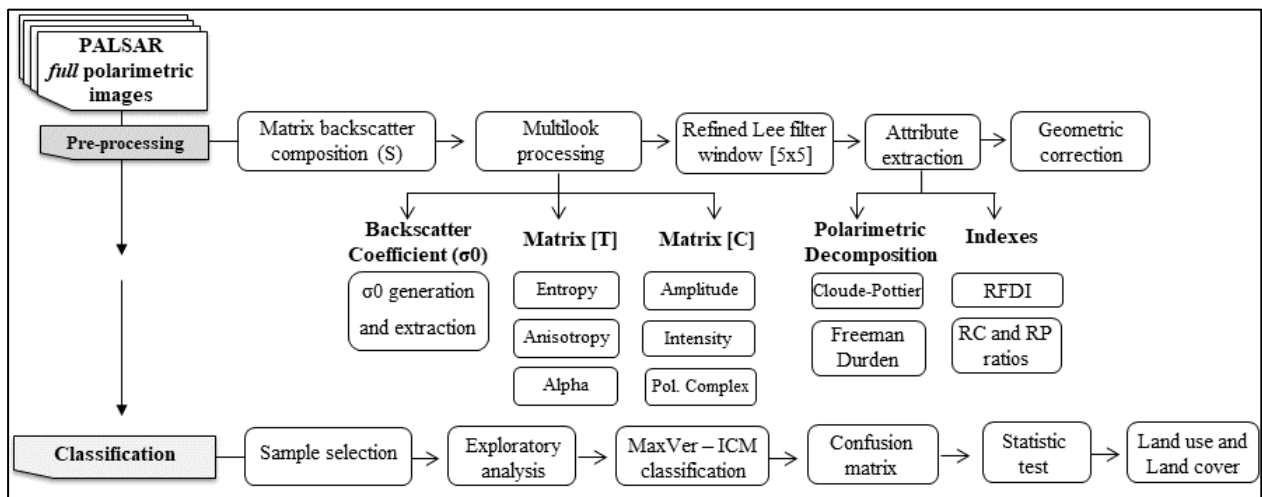 PALSAR
full polarimetric
images
Pre-processing
Matrix backscatter
composition (S)
Multilook
processing
Refined Lee filter
window [5x5]
Attribute
extraction
Geometric
correction
Backscatter
Coefficient (σ0)
σ0 generation
and extraction
Matrix [T]
Entropy
Anisotropy
Alpha
Matrix [C]
Amplitude
Intensity
Pol. Complex
Polarimetric
Decomposition
Cloude-Pottier
Freeman
Durden
Indexes
RFDI
RC and RP
ratios
Classification
Sample selection
Exploratory
analysis
MaxVer – ICM
classification
Confusion
matrix
Statistic
test
Land use and
Land cover